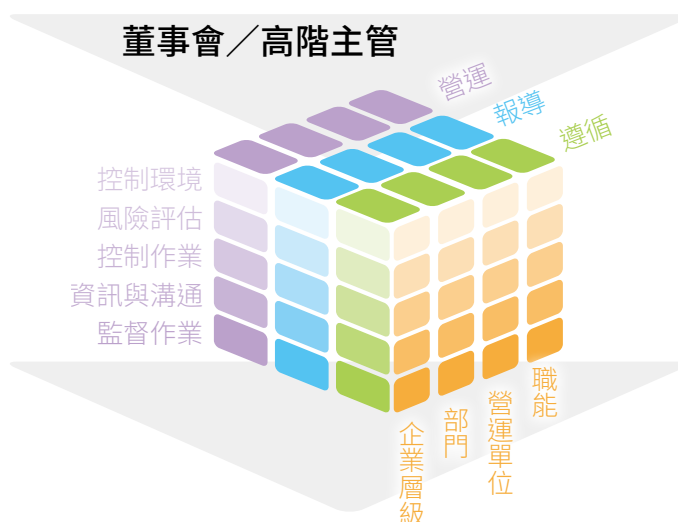 董事會／高階主管
營運
報導
遵循
控制環境
風險評估
控制作業
資訊與溝通
監督作業
企業層級
部門
營運單位
職能